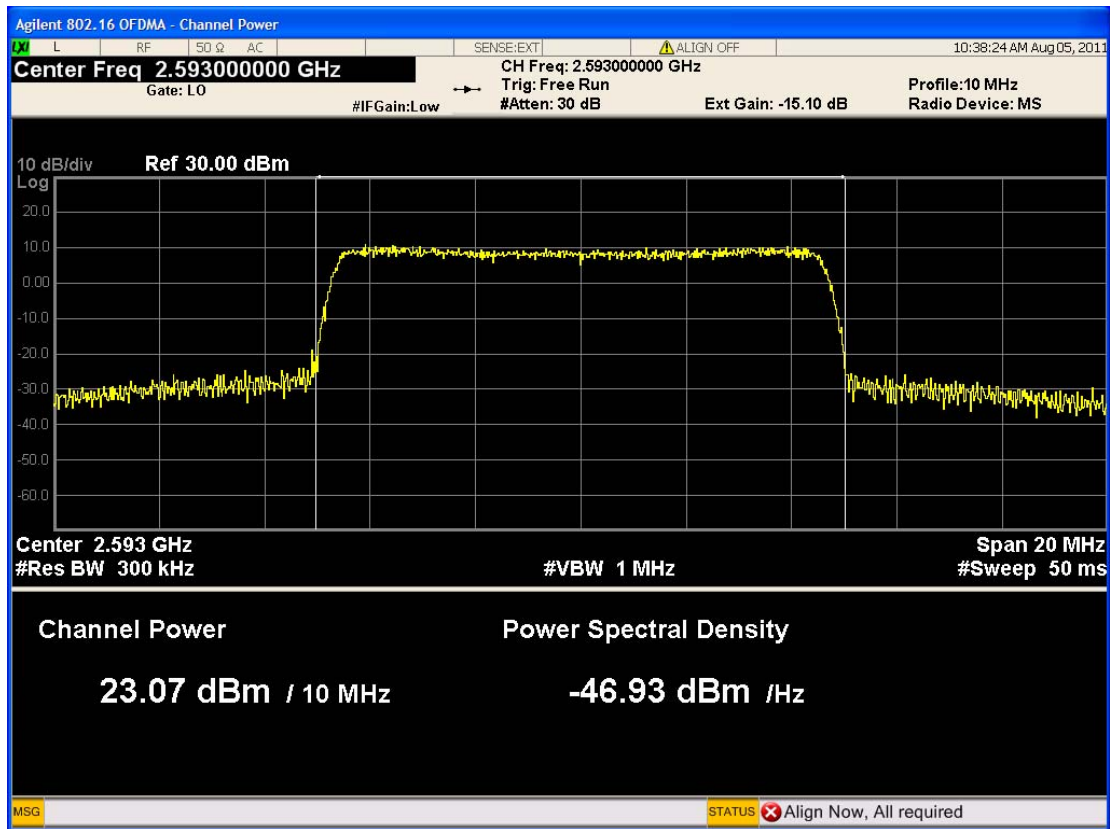 Agilent 802.16 OFDMA - Channel Power
LXI L RF 50 Ω AC SENSE:EXT ALIGN OFF 10:38:24 AM Aug 05, 2011
Center Freq 2.593000000 GHz CH Freq: 2.593000000 GHz
Gate: LO Trig: Free Run Profile:10 MHz
#IFGain:Low #Atten: 30 dB Ext Gain: -15.10 dB Radio Device: MS
10 dB/div Ref 30.00 dBm
Log
20.0
10.0
0.00
-10.0
-20.0
-30.0
-40.0
-50.0
-60.0
Center 2.593 GHz Span 20 MHz
#Res BW 300 kHz #VBW 1 MHz #Sweep 50 ms
Channel Power Power Spectral Density
23.07 dBm / 10 MHz -46.93 dBm /Hz
MSG STATUS Align Now, All required